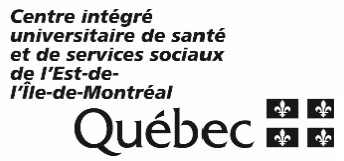 Centre intégré
universitaire de santé
et de services sociaux
de l'Est-de-
l'Île-de-Montréal
Québec